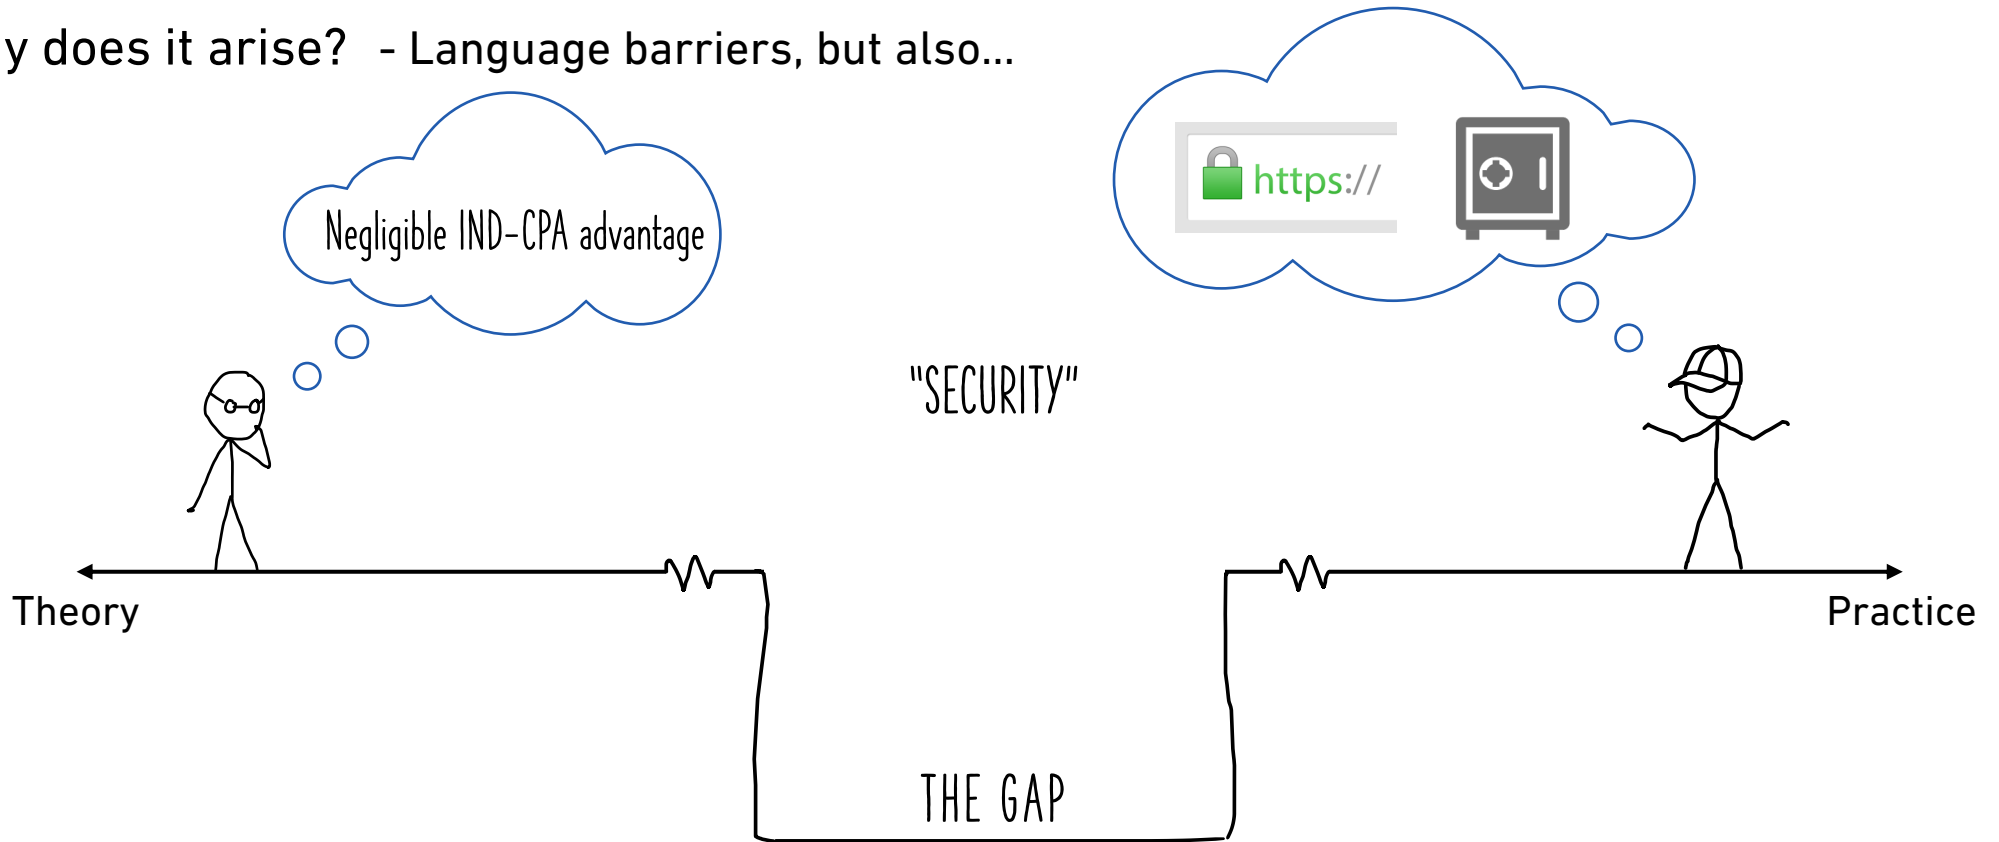 y does it arise? - Language barriers, but also...
Negligible IND-CPA advantage
https://
"SECURITY"
Theory
Practice
THE GAP